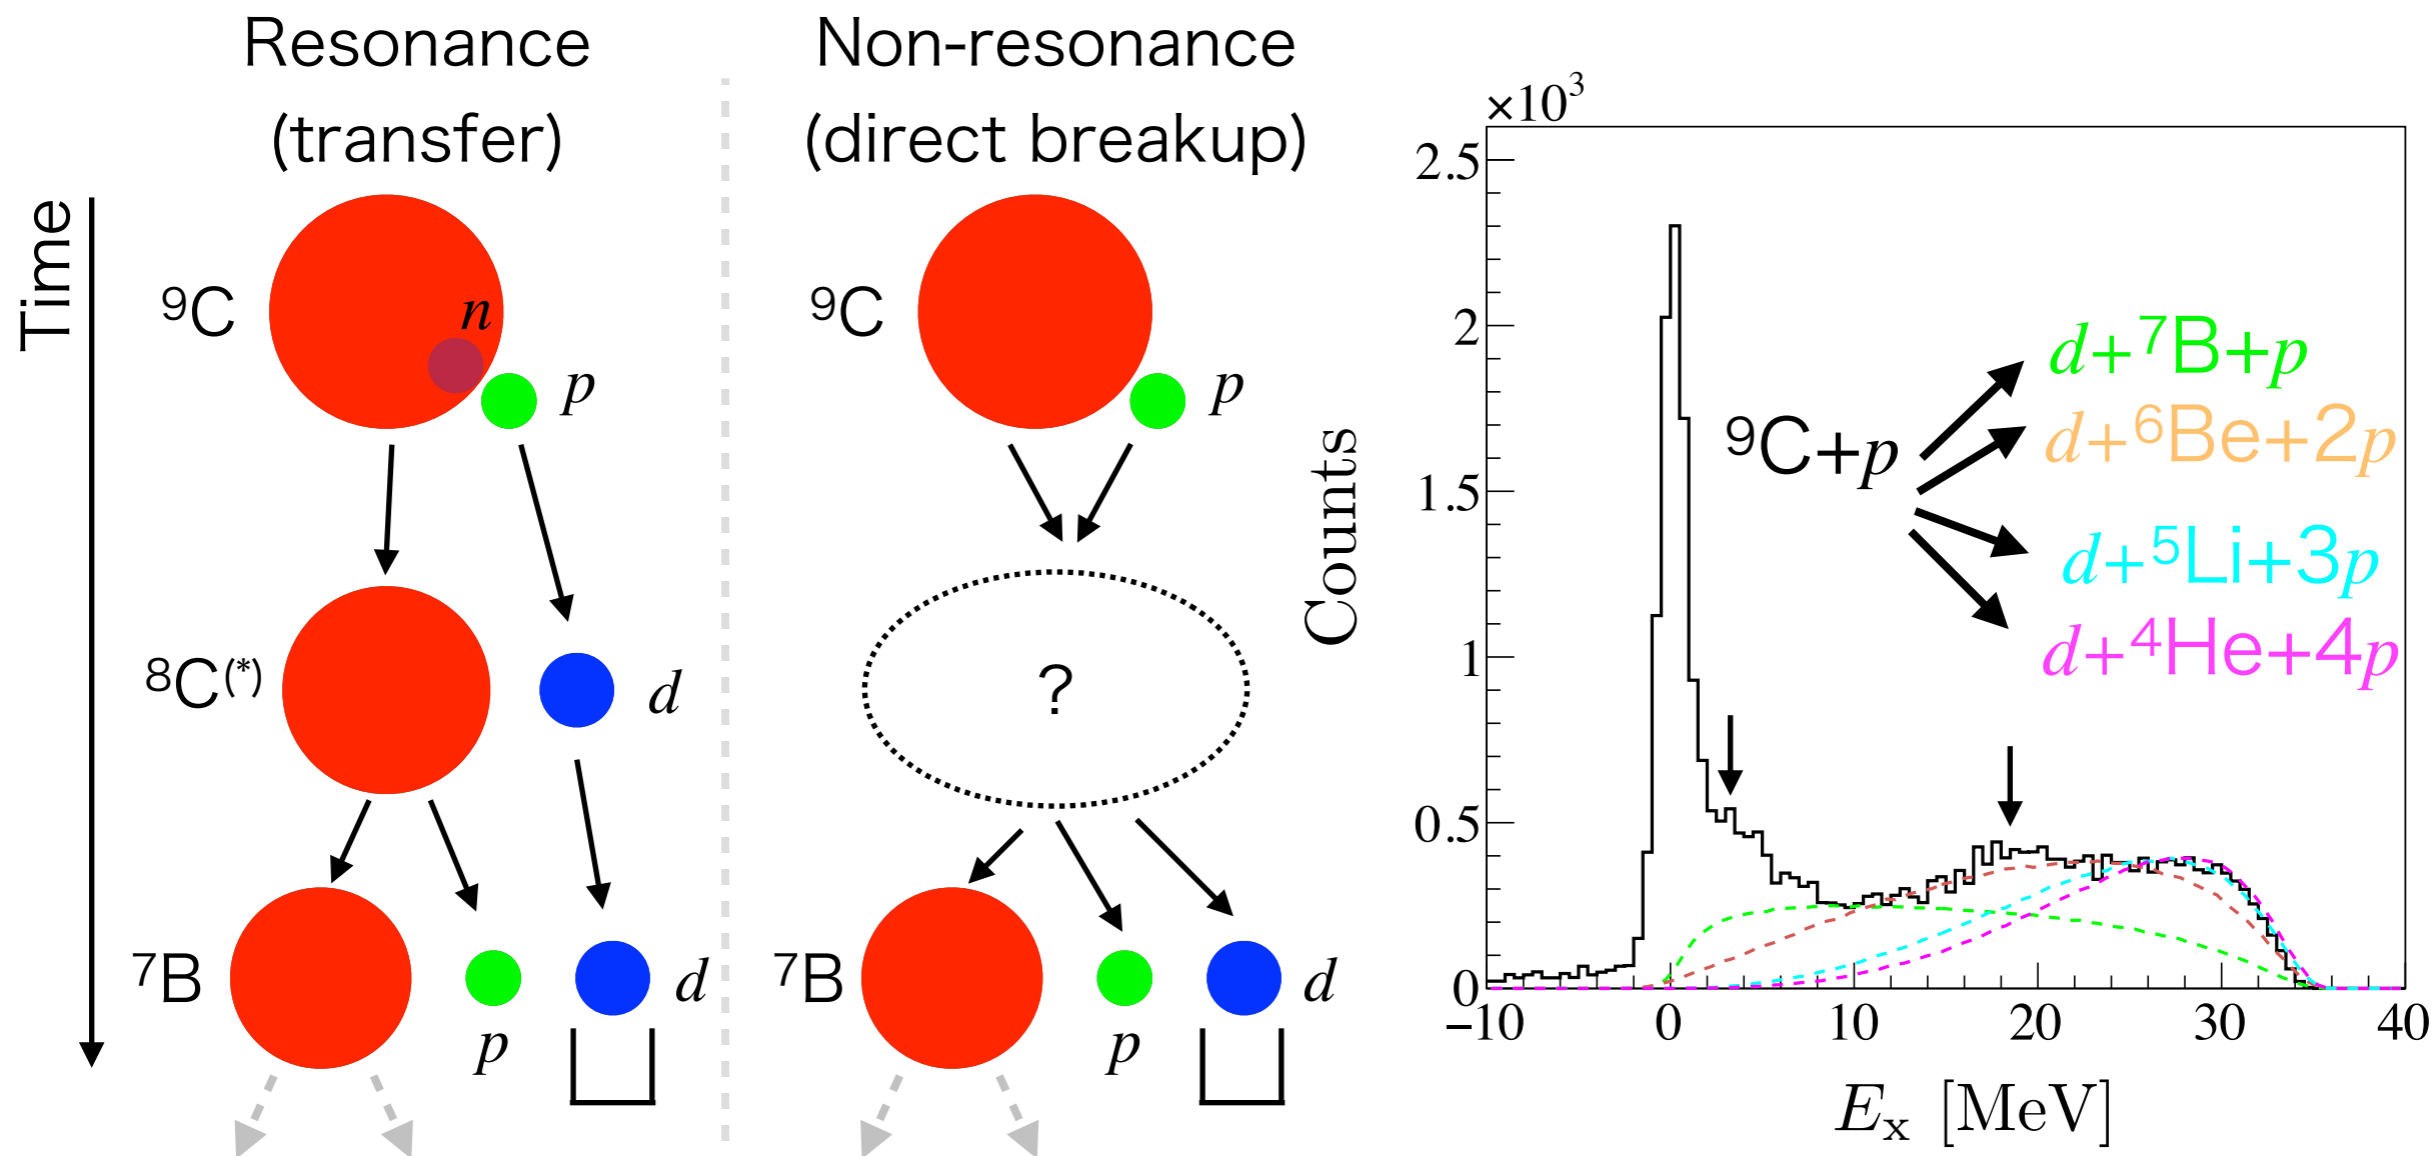 Resonance
(transfer)
Time
⁹C
n
p
⁸C⁽*⁾
d
⁷B
p
d
Non-resonance
(direct breakup)
⁹C
p
?
⁷B
p
d
×10³
Counts
2.5
2
1.5
1
0.5
0
−10 0 10 20 30 40
Eₓ [MeV]
⁹C+p
d+⁷B+p
d+⁶Be+2p
d+⁵Li+3p
d+⁴He+4p